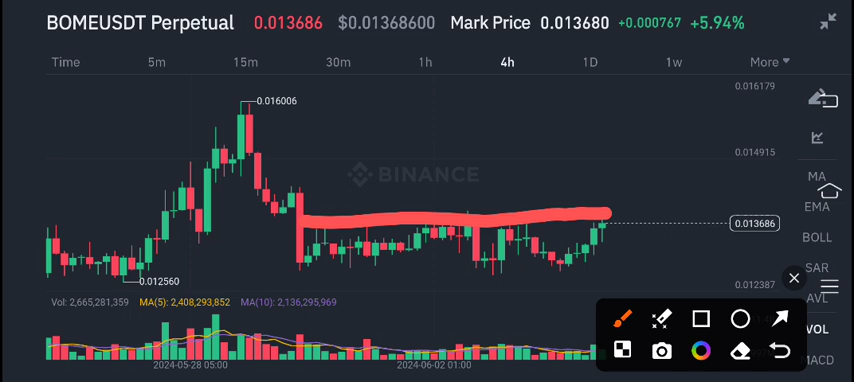 BOMEUSDT Perpetual 0.013686 $0.01368600 Mark Price 0.013680 +0.000767 +5.94%
Time 5m 15m 30m 1h 4h 1D 1w More
0.016179
0.016006
0.014915
BINANCE
MA
EMA
0.013686
BOLL
SAR
0.012560
0.012387
AVL
Vol: 2,665,281,359 MA(5): 2,408,293,852 MA(10): 2,136,295,969
VOL
MACD
2024-05-28 05:00 2024-06-02 01:00